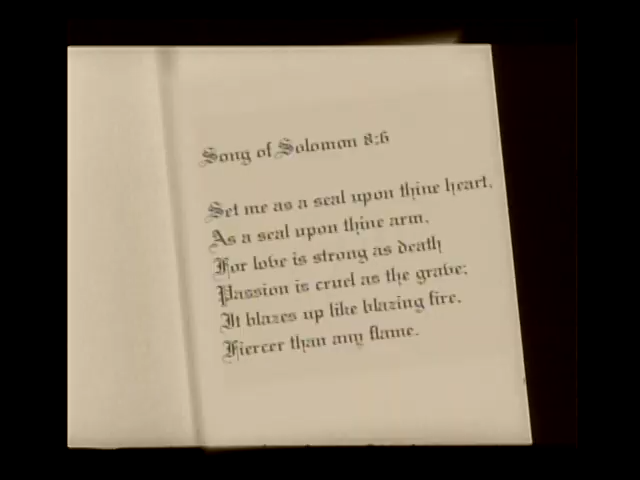 Song of Solomon 8:6
Set me as a seal upon thine heart,
As a seal upon thine arm,
For love is strong as death
Passion is cruel as the grave;
It blazes up like blazing fire,
Fiercer than any flame.